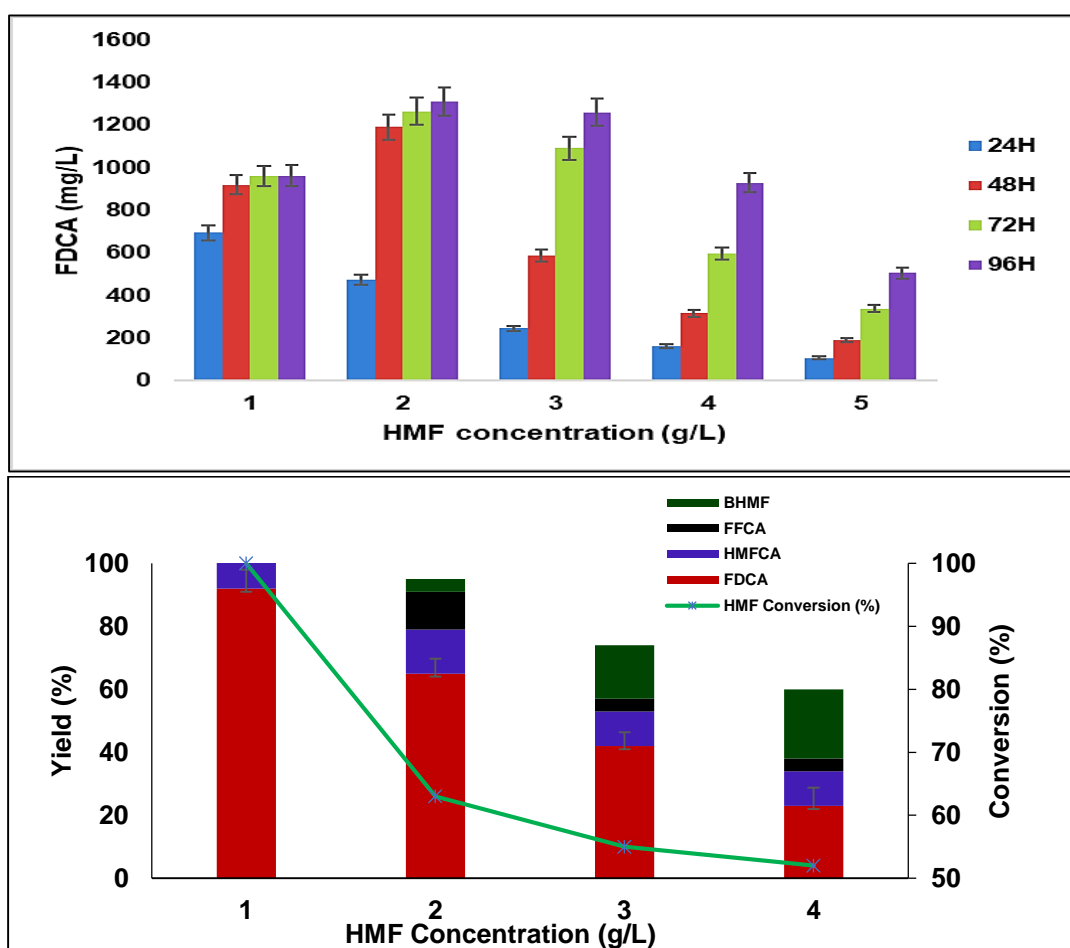 1600
1400
1200
1000
800
600
400
200
0
FDCA (mg/L)
1 2 3 4 5
HMF concentration (g/L)
24H
48H
72H
96H
BHMF
FFCA
HMFCA
FDCA
HMF Conversion (%)
100
80
60
40
20
0
Yield (%)
100
90
80
70
60
50
Conversion (%)
1 2 3 4
HMF Concentration (g/L)